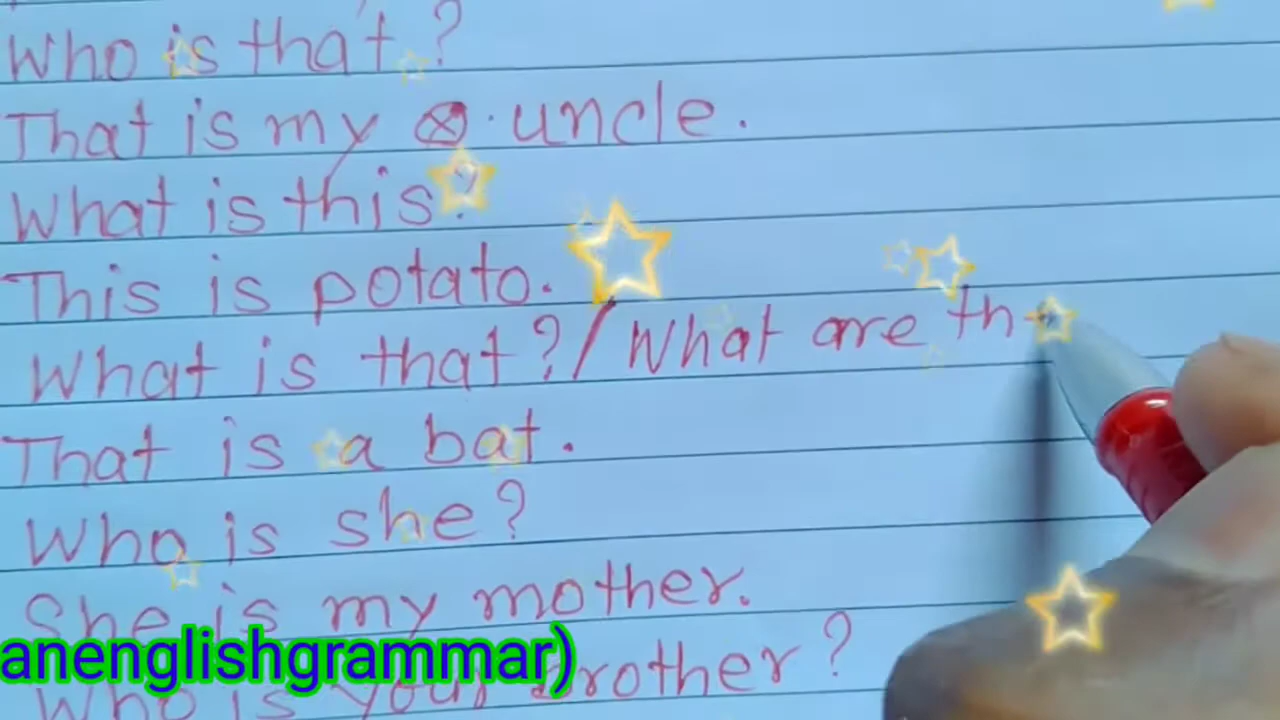 Who is that?
That is my uncle.
What is this?
This is potato.
What is that?/What are th
That is a bat.
Who is she?
She is my mother.
anenglishgrammar)
Who is your brother?